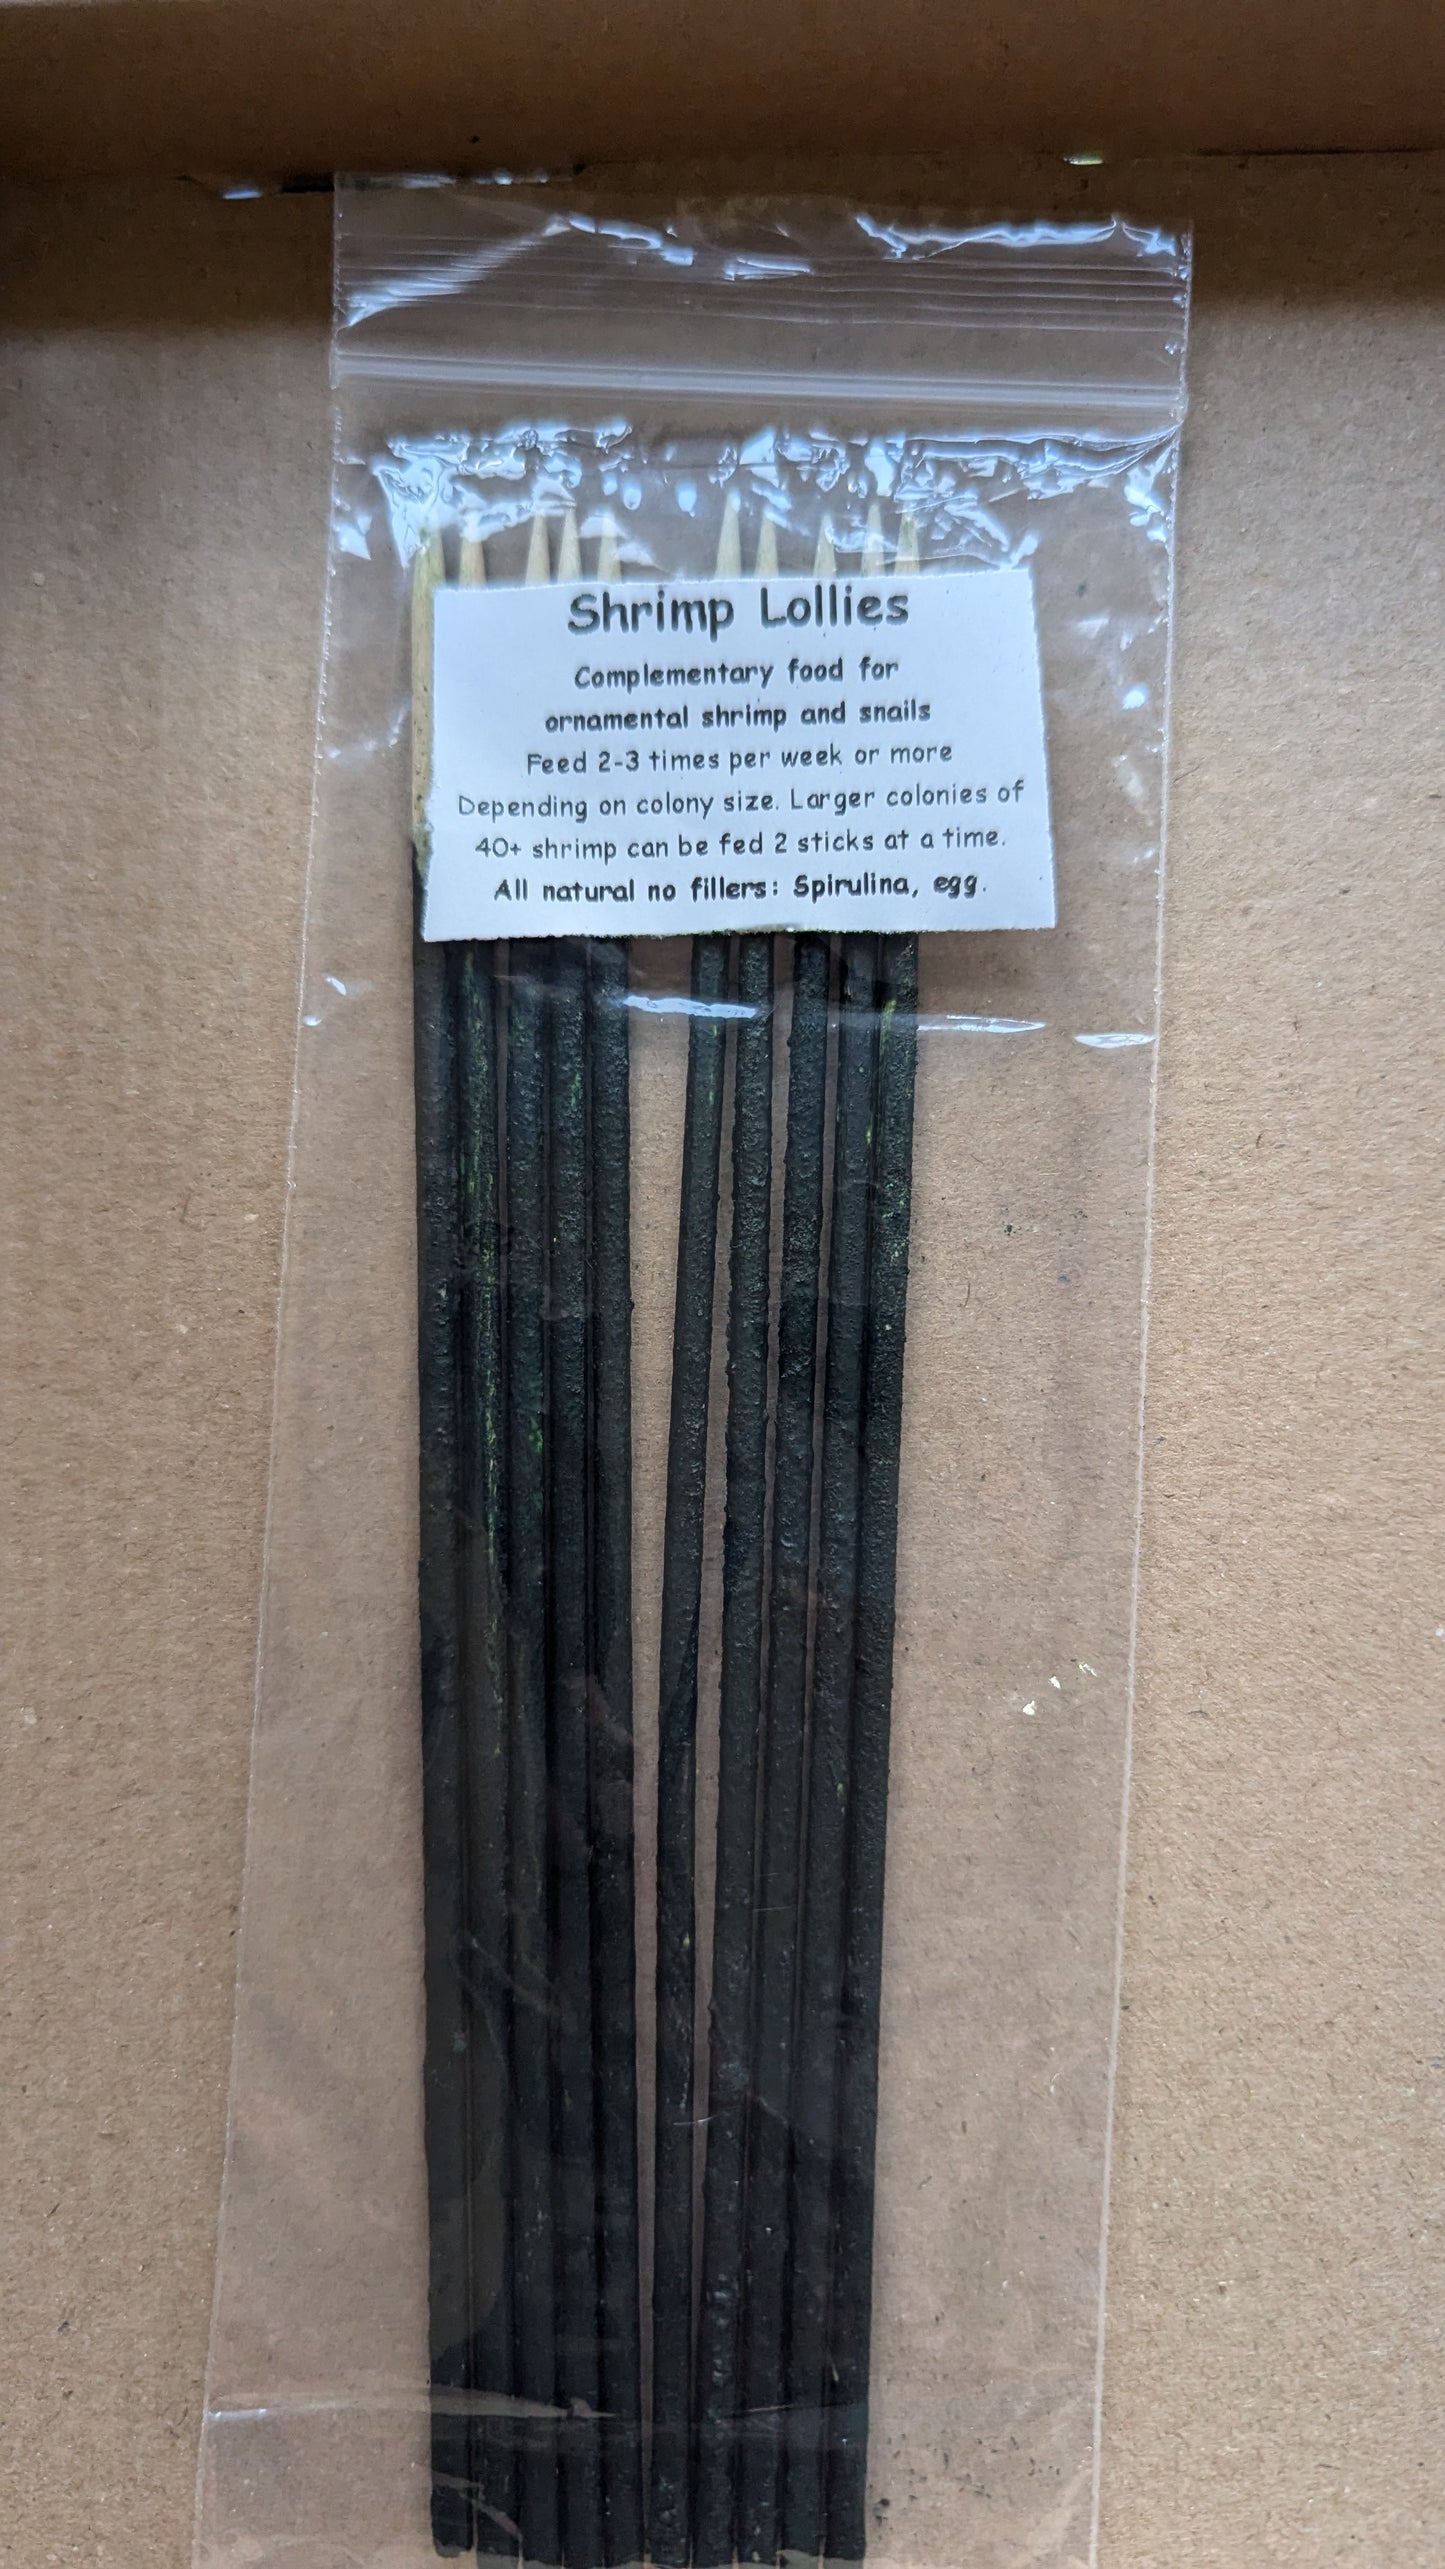 Shrimp Lollies
Complementary food for
ornamental shrimp and snails
Feed 2-3 times per week or more
Depending on colony size. Larger colonies of
40+ shrimp can be fed 2 sticks at a time.
All natural no fillers: Spirulina, egg.